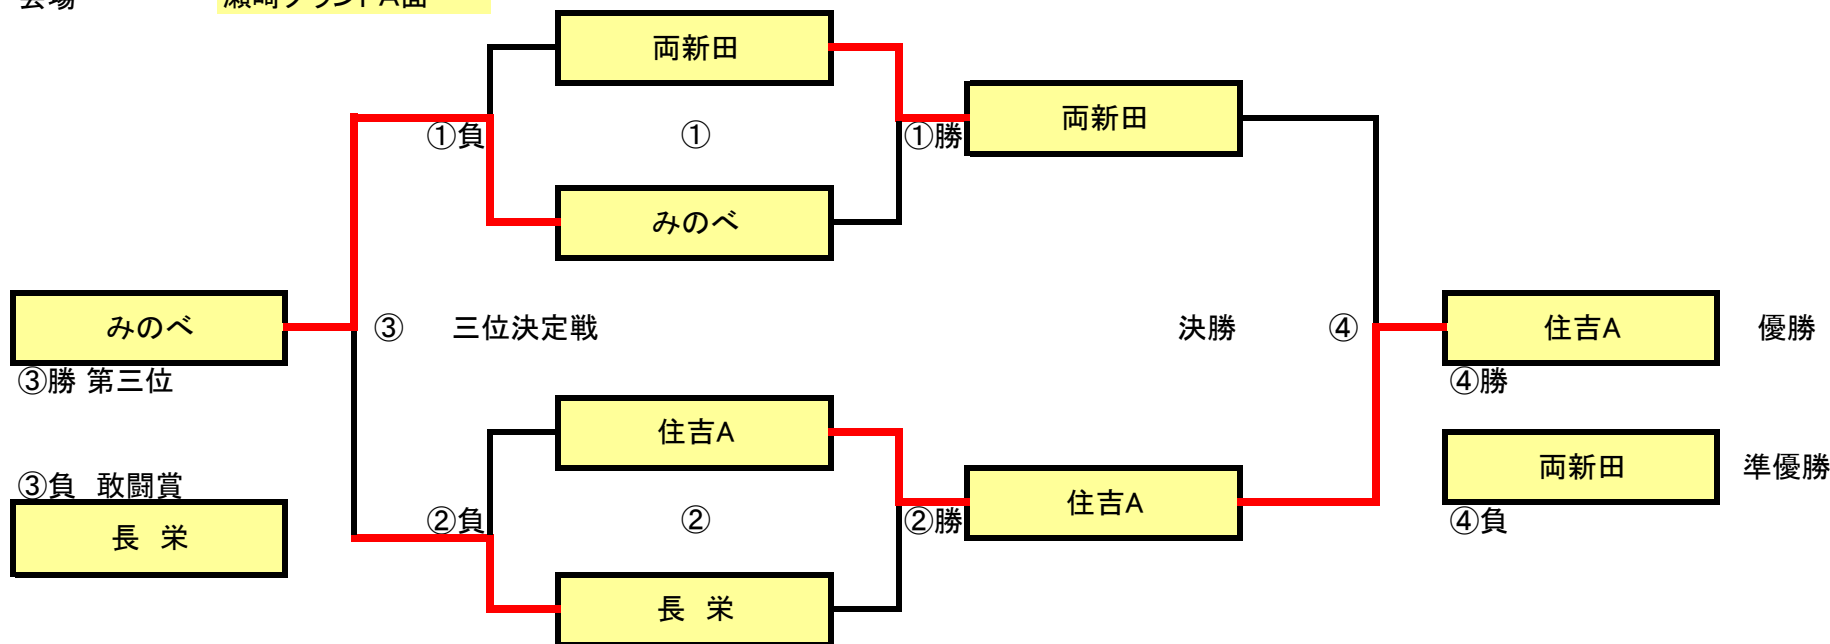 両新田
①負
①
①勝
両新田
みのべ
みのべ
③
三位決定戦
決勝
④
住吉A
優勝
③勝 第三位
④勝
住吉A
両新田
準優勝
③負 敢闘賞
長 栄
②負
②
②勝
住吉A
④負
長 栄